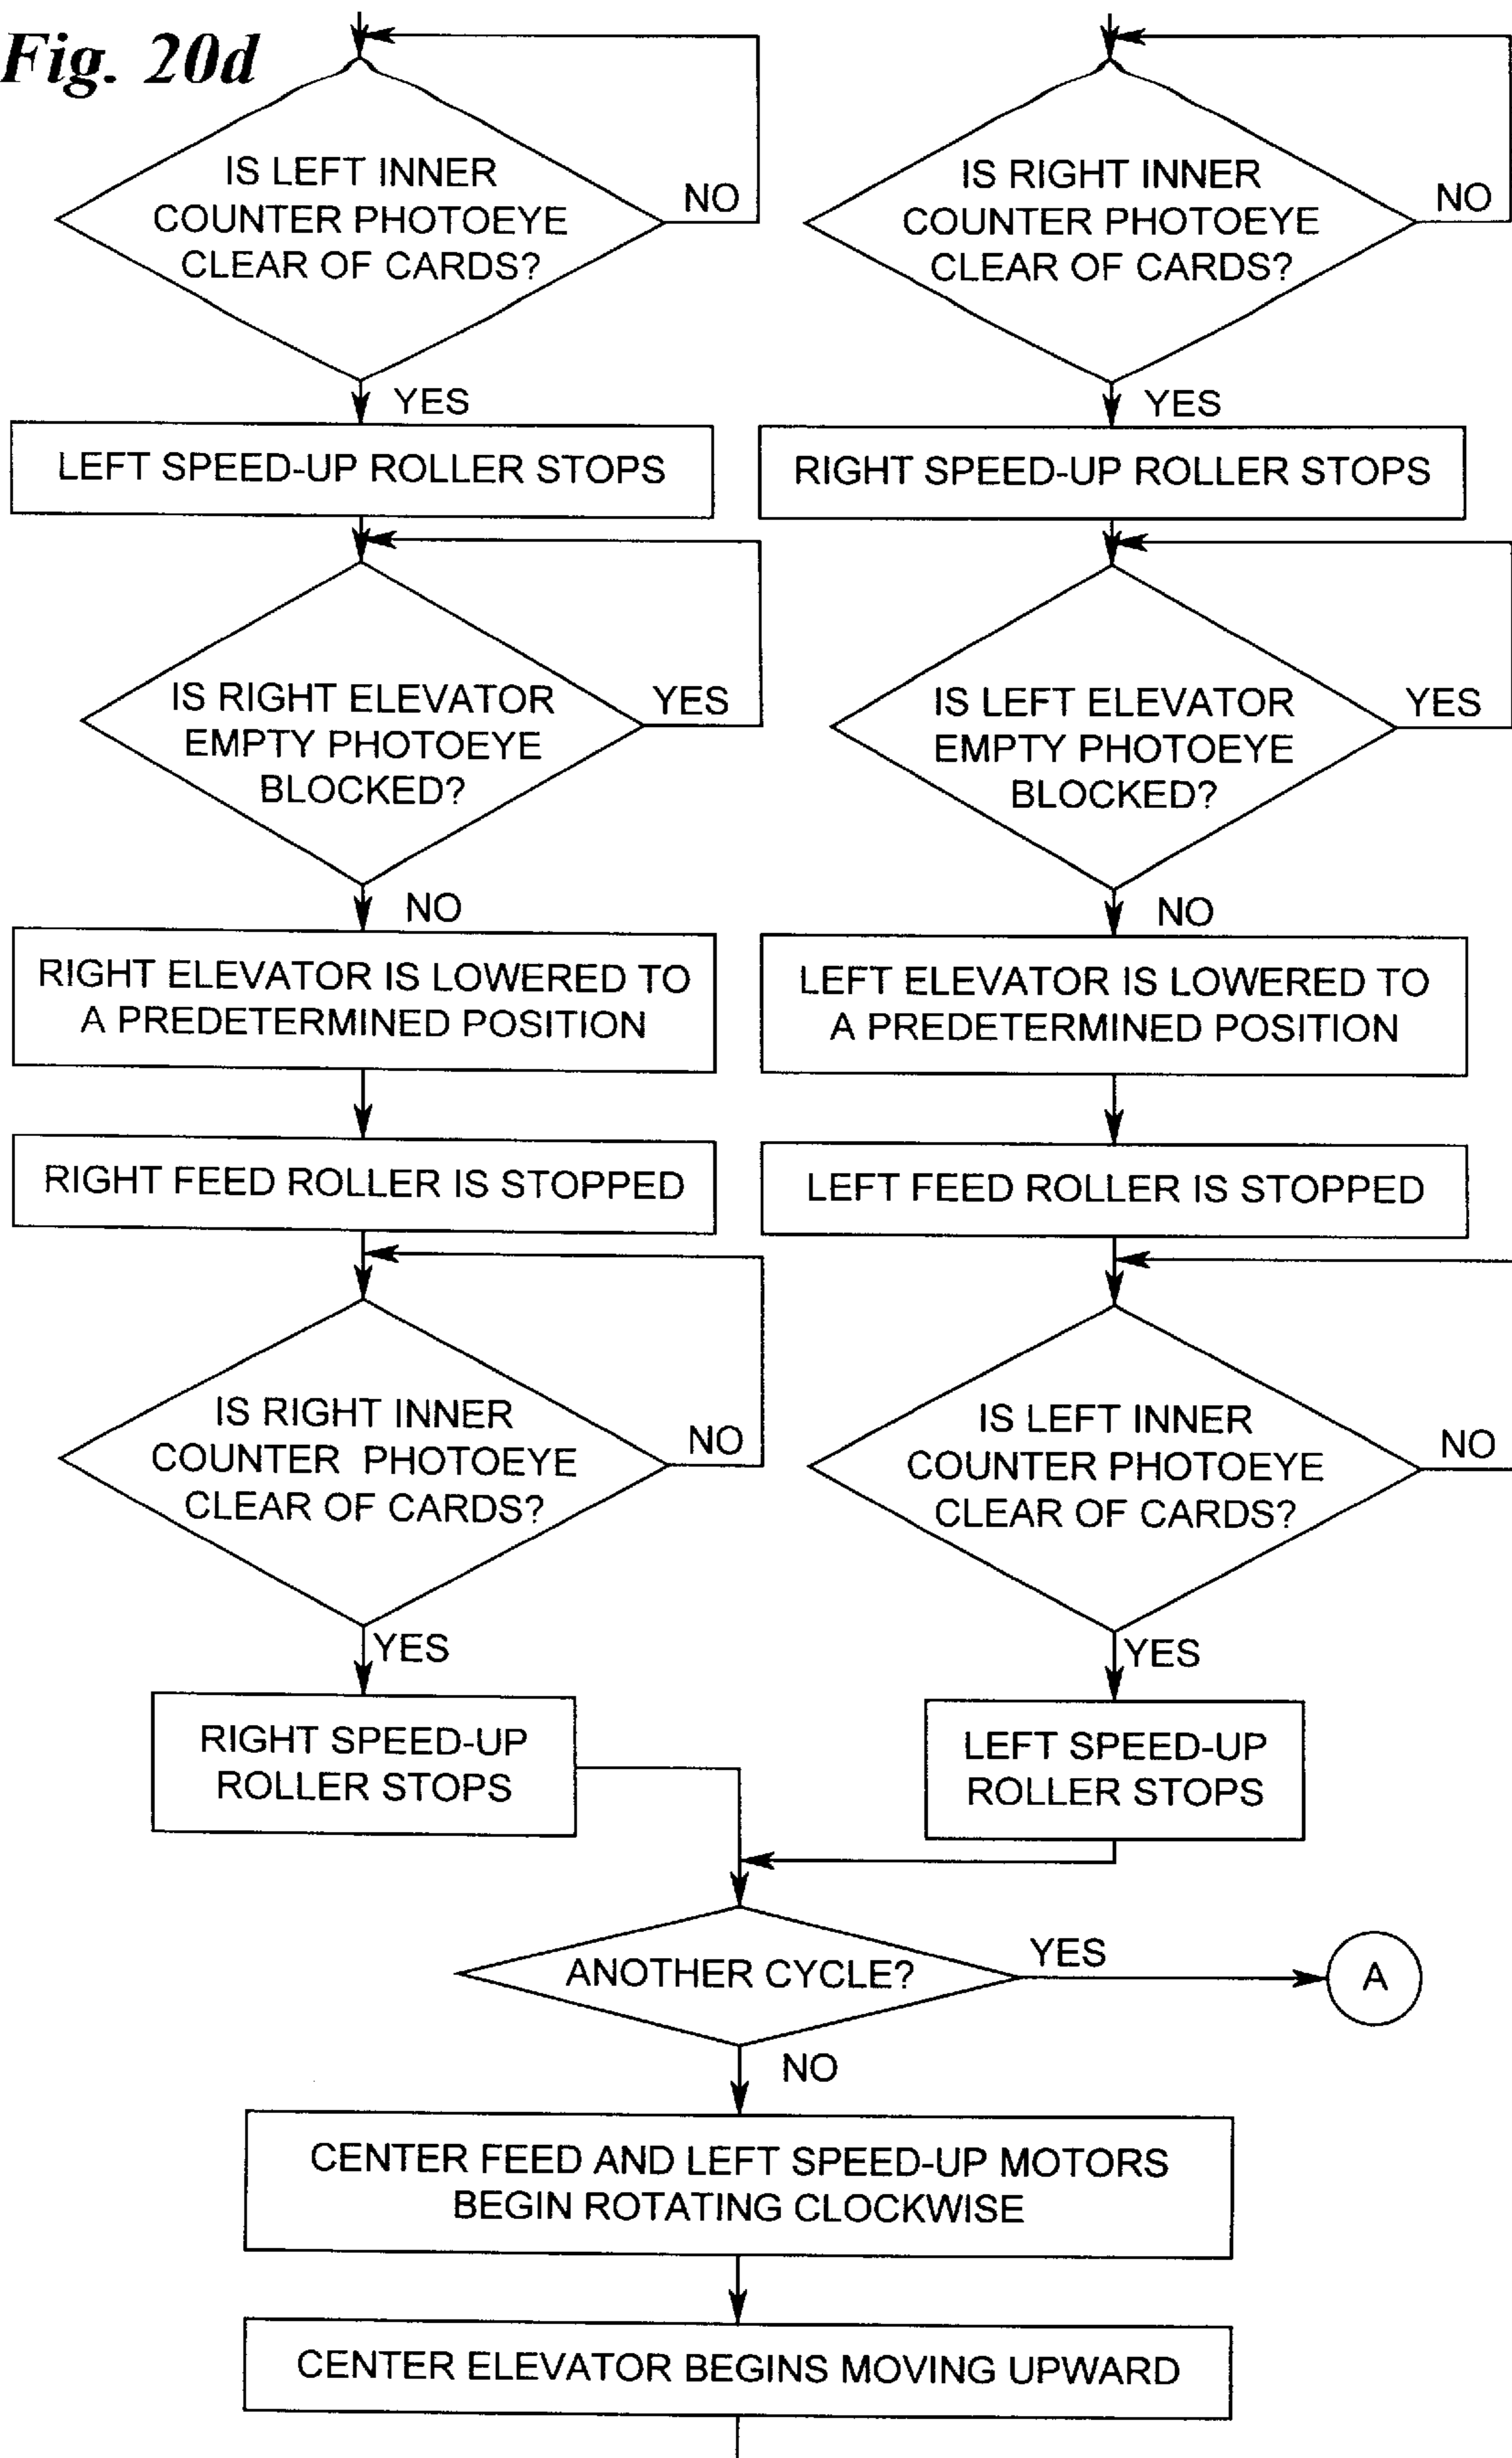 Fig. 20d
IS LEFT INNER
COUNTER PHOTOEYE
CLEAR OF CARDS?
NO
YES
LEFT SPEED-UP ROLLER STOPS
IS RIGHT ELEVATOR
EMPTY PHOTOEYE
BLOCKED?
YES
NO
RIGHT ELEVATOR IS LOWERED TO
A PREDETERMINED POSITION
RIGHT FEED ROLLER IS STOPPED
IS RIGHT INNER
COUNTER PHOTOEYE
CLEAR OF CARDS?
NO
YES
RIGHT SPEED-UP
ROLLER STOPS
IS RIGHT INNER
COUNTER PHOTOEYE
CLEAR OF CARDS?
NO
YES
RIGHT SPEED-UP ROLLER STOPS
IS LEFT ELEVATOR
EMPTY PHOTOEYE
BLOCKED?
YES
NO
LEFT ELEVATOR IS LOWERED TO
A PREDETERMINED POSITION
LEFT FEED ROLLER IS STOPPED
IS LEFT INNER
COUNTER PHOTOEYE
CLEAR OF CARDS?
NO
YES
LEFT SPEED-UP
ROLLER STOPS
ANOTHER CYCLE?
YES
A
NO
CENTER FEED AND LEFT SPEED-UP MOTORS
BEGIN ROTATING CLOCKWISE
CENTER ELEVATOR BEGINS MOVING UPWARD